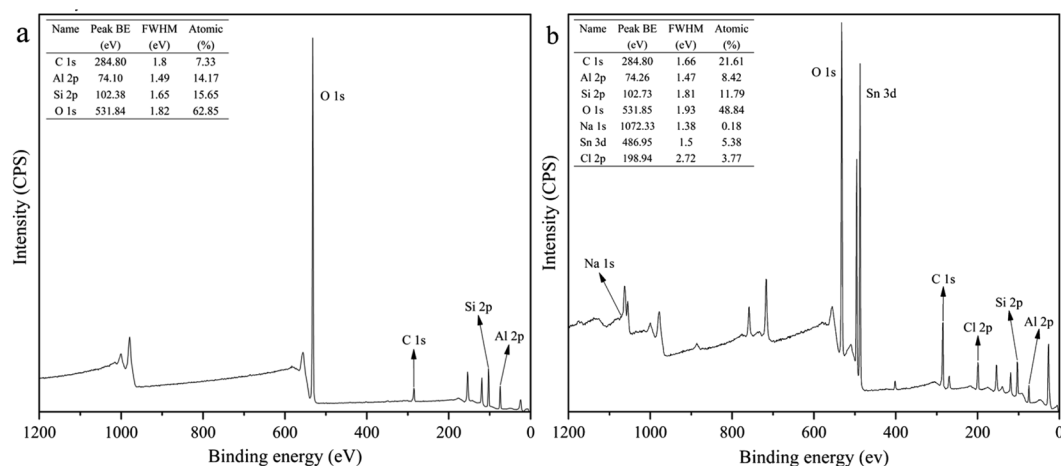 a
Name Peak BE FWHM Atomic
(eV) (eV) (%)
C 1s 284.80 1.8 7.33
Al 2p 74.10 1.49 14.17
Si 2p 102.38 1.65 15.65
O 1s 531.84 1.82 62.85
O 1s
Si 2p
C 1s
Al 2p
Intensity (CPS)
1200 1000 800 600 400 200 0
Binding energy (eV)
b
Name Peak BE FWHM Atomic
(eV) (eV) (%)
C 1s 284.80 1.66 21.61
Al 2p 74.26 1.47 8.42
Si 2p 102.73 1.81 11.79
O 1s 531.85 1.93 48.84
Na 1s 1072.33 1.38 0.18
Sn 3d 486.95 1.5 5.38
Cl 2p 198.94 2.72 3.77
O 1s
Sn 3d
Na 1s
C 1s
Si 2p
Cl 2p
Al 2p
Intensity (CPS)
1200 1000 800 600 400 200 0
Binding energy (ev)